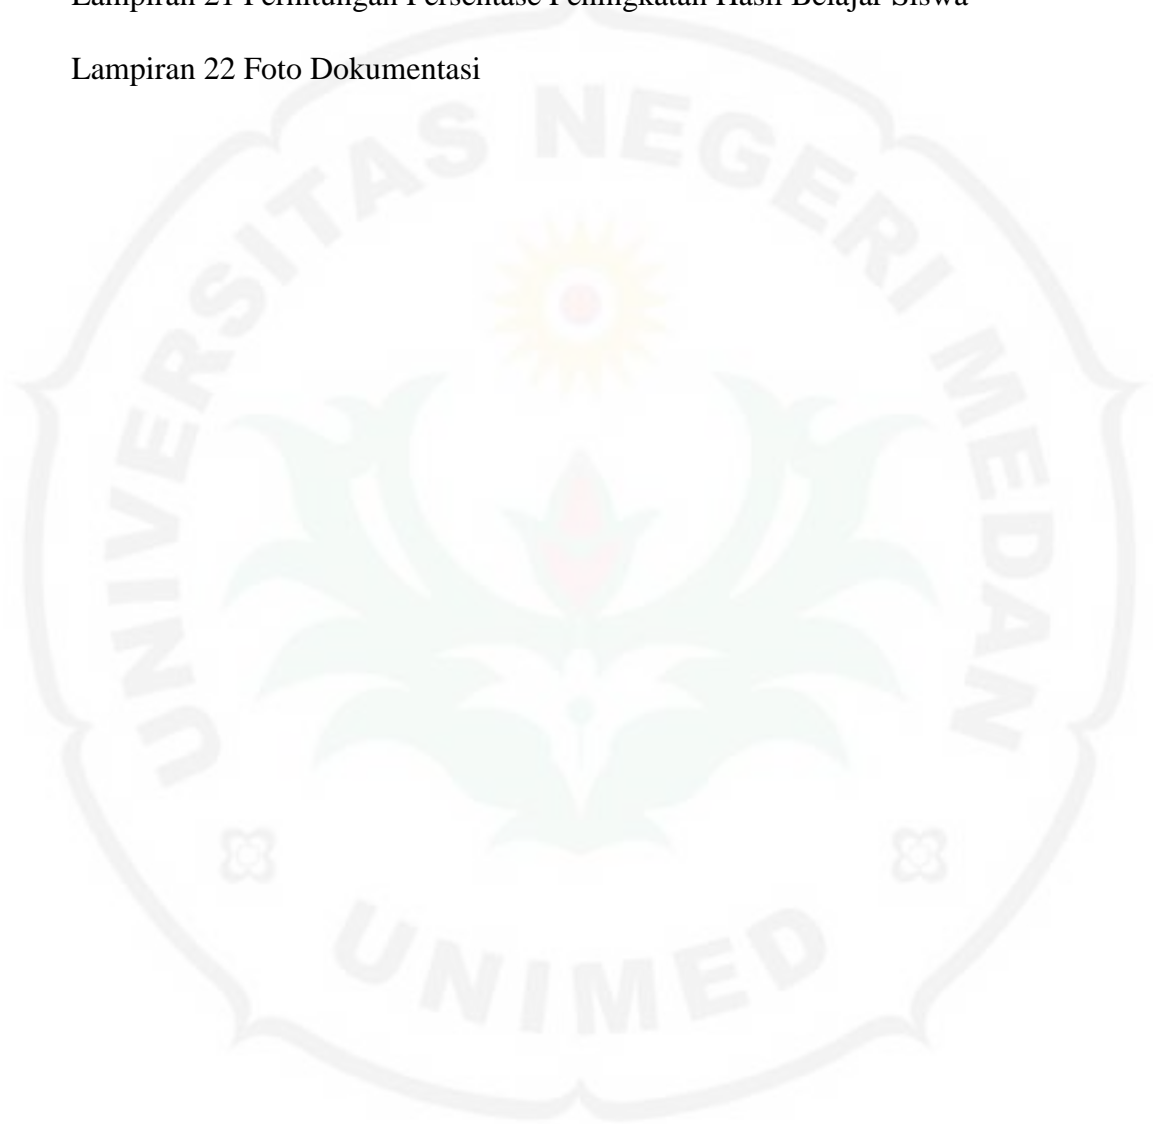 Lampiran 21 Perhitungan Persentase Peningkatan Hasil Belajar Siswa
Lampiran 22 Foto Dokumentasi
UNIVERSITAS NEGERI MEDAN
UNIMED